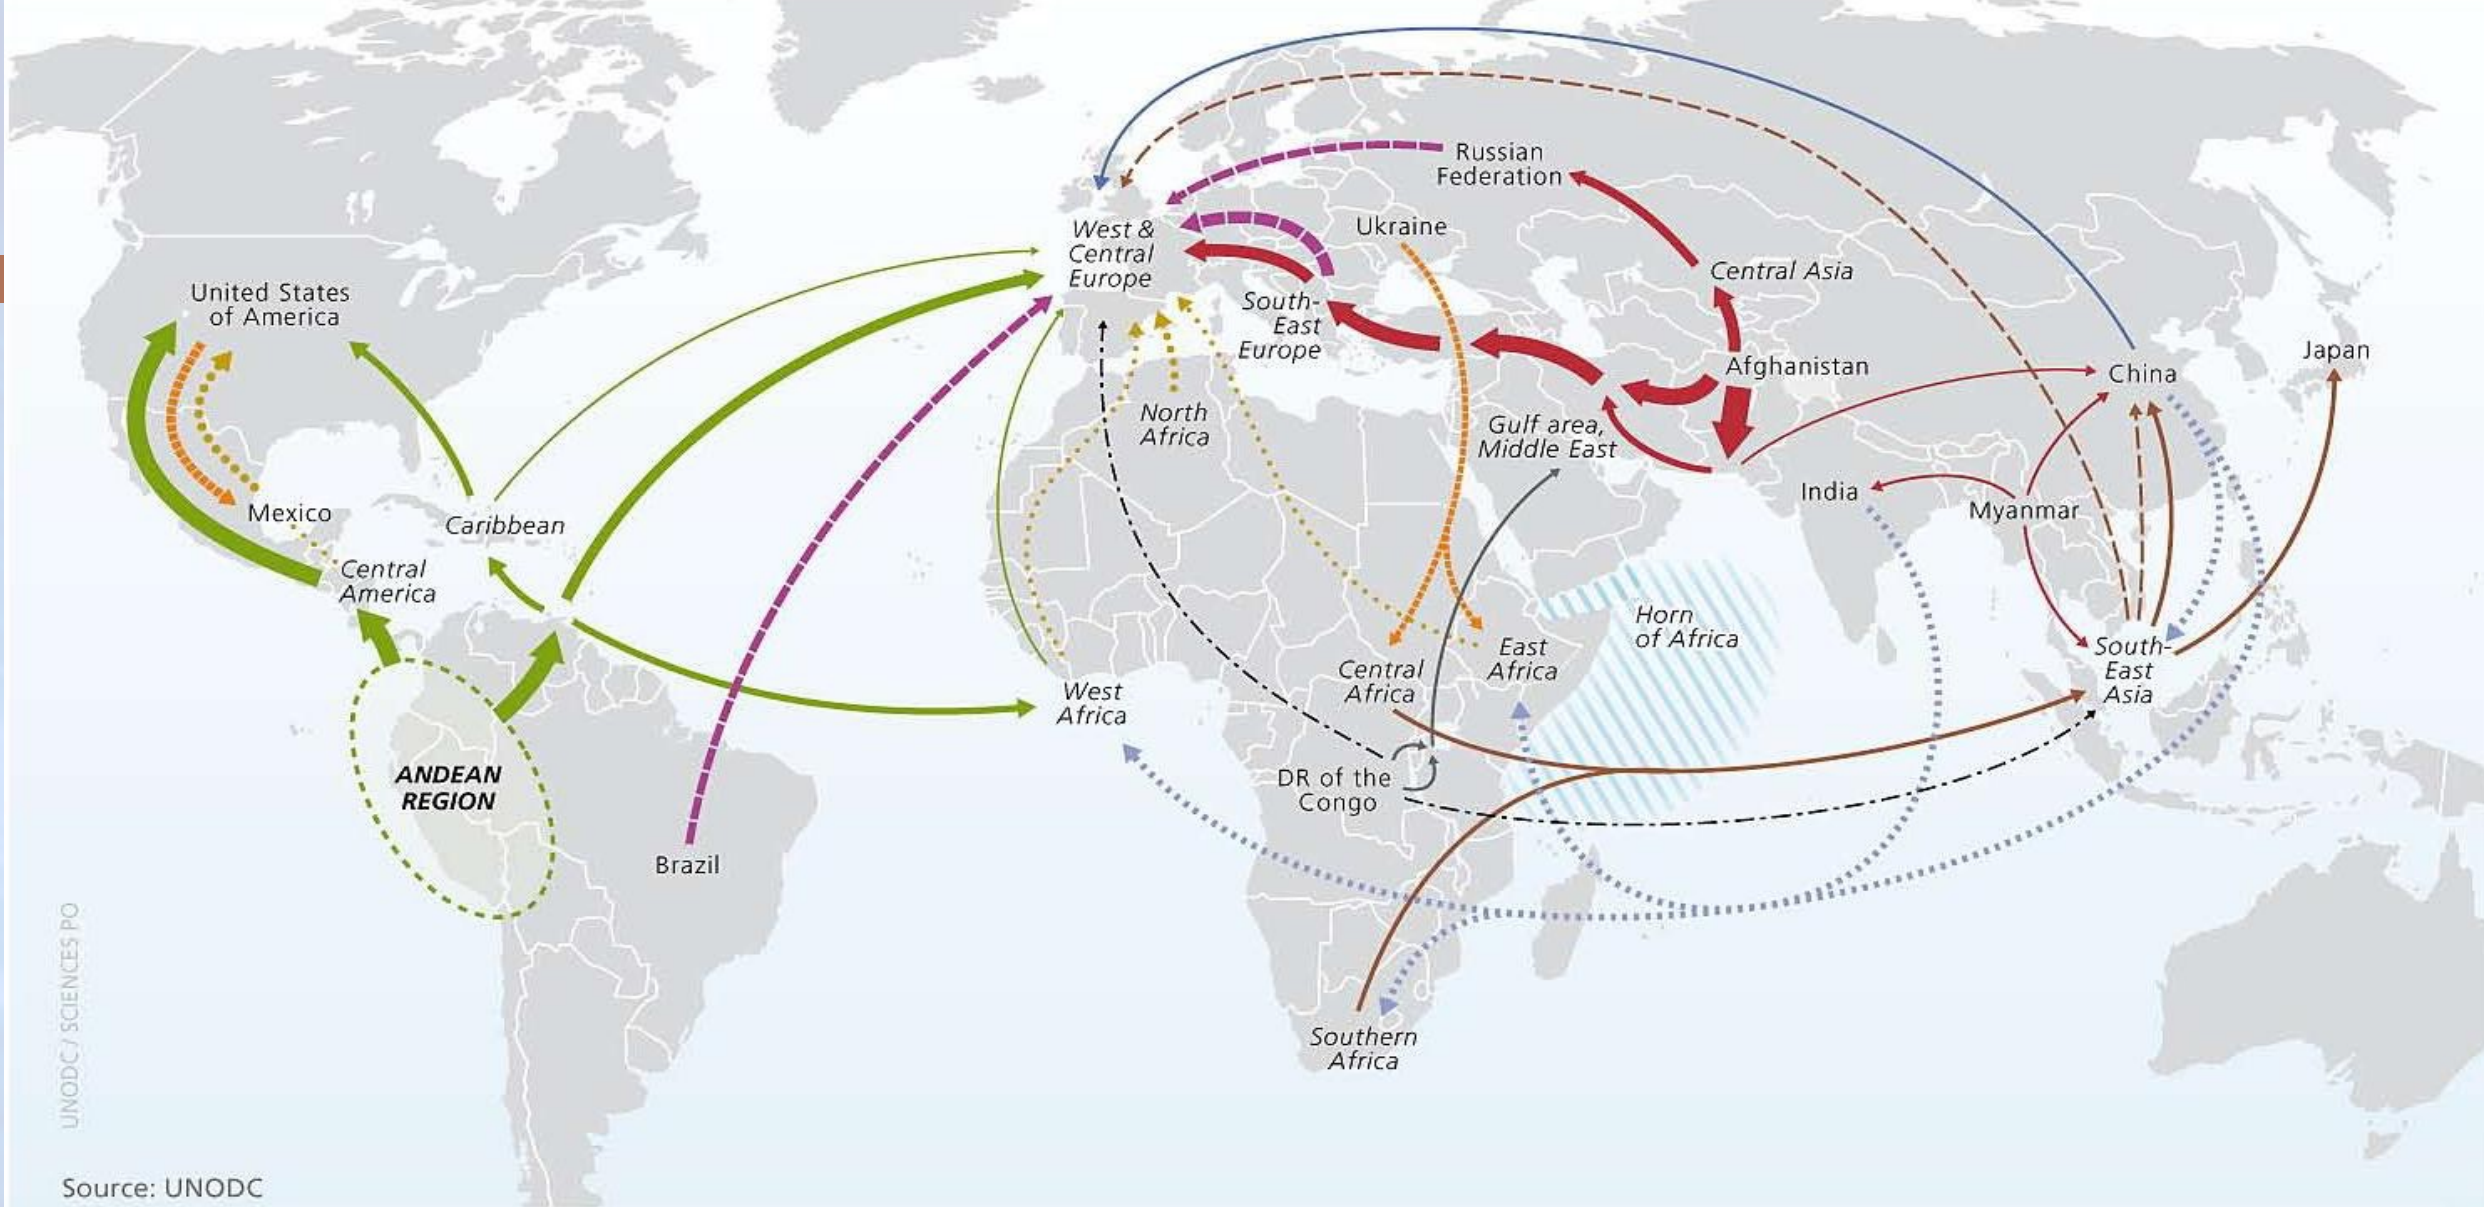 Russian
Federation
West &
Central
Europe
Ukraine
Central Asia
United States
of America
South-
East
Europe
Afghanistan
Japan
China
North
Africa
Gulf area,
Middle East
India
Mexico
Caribbean
Myanmar
Central
America
Horn
of Africa
East
Africa
South-
East
Asia
Central
Africa
West
Africa
ANDEAN
REGION
DR of the
Congo
Brazil
Southern
Africa
UNODC / SCIENCES PO
Source: UNODC